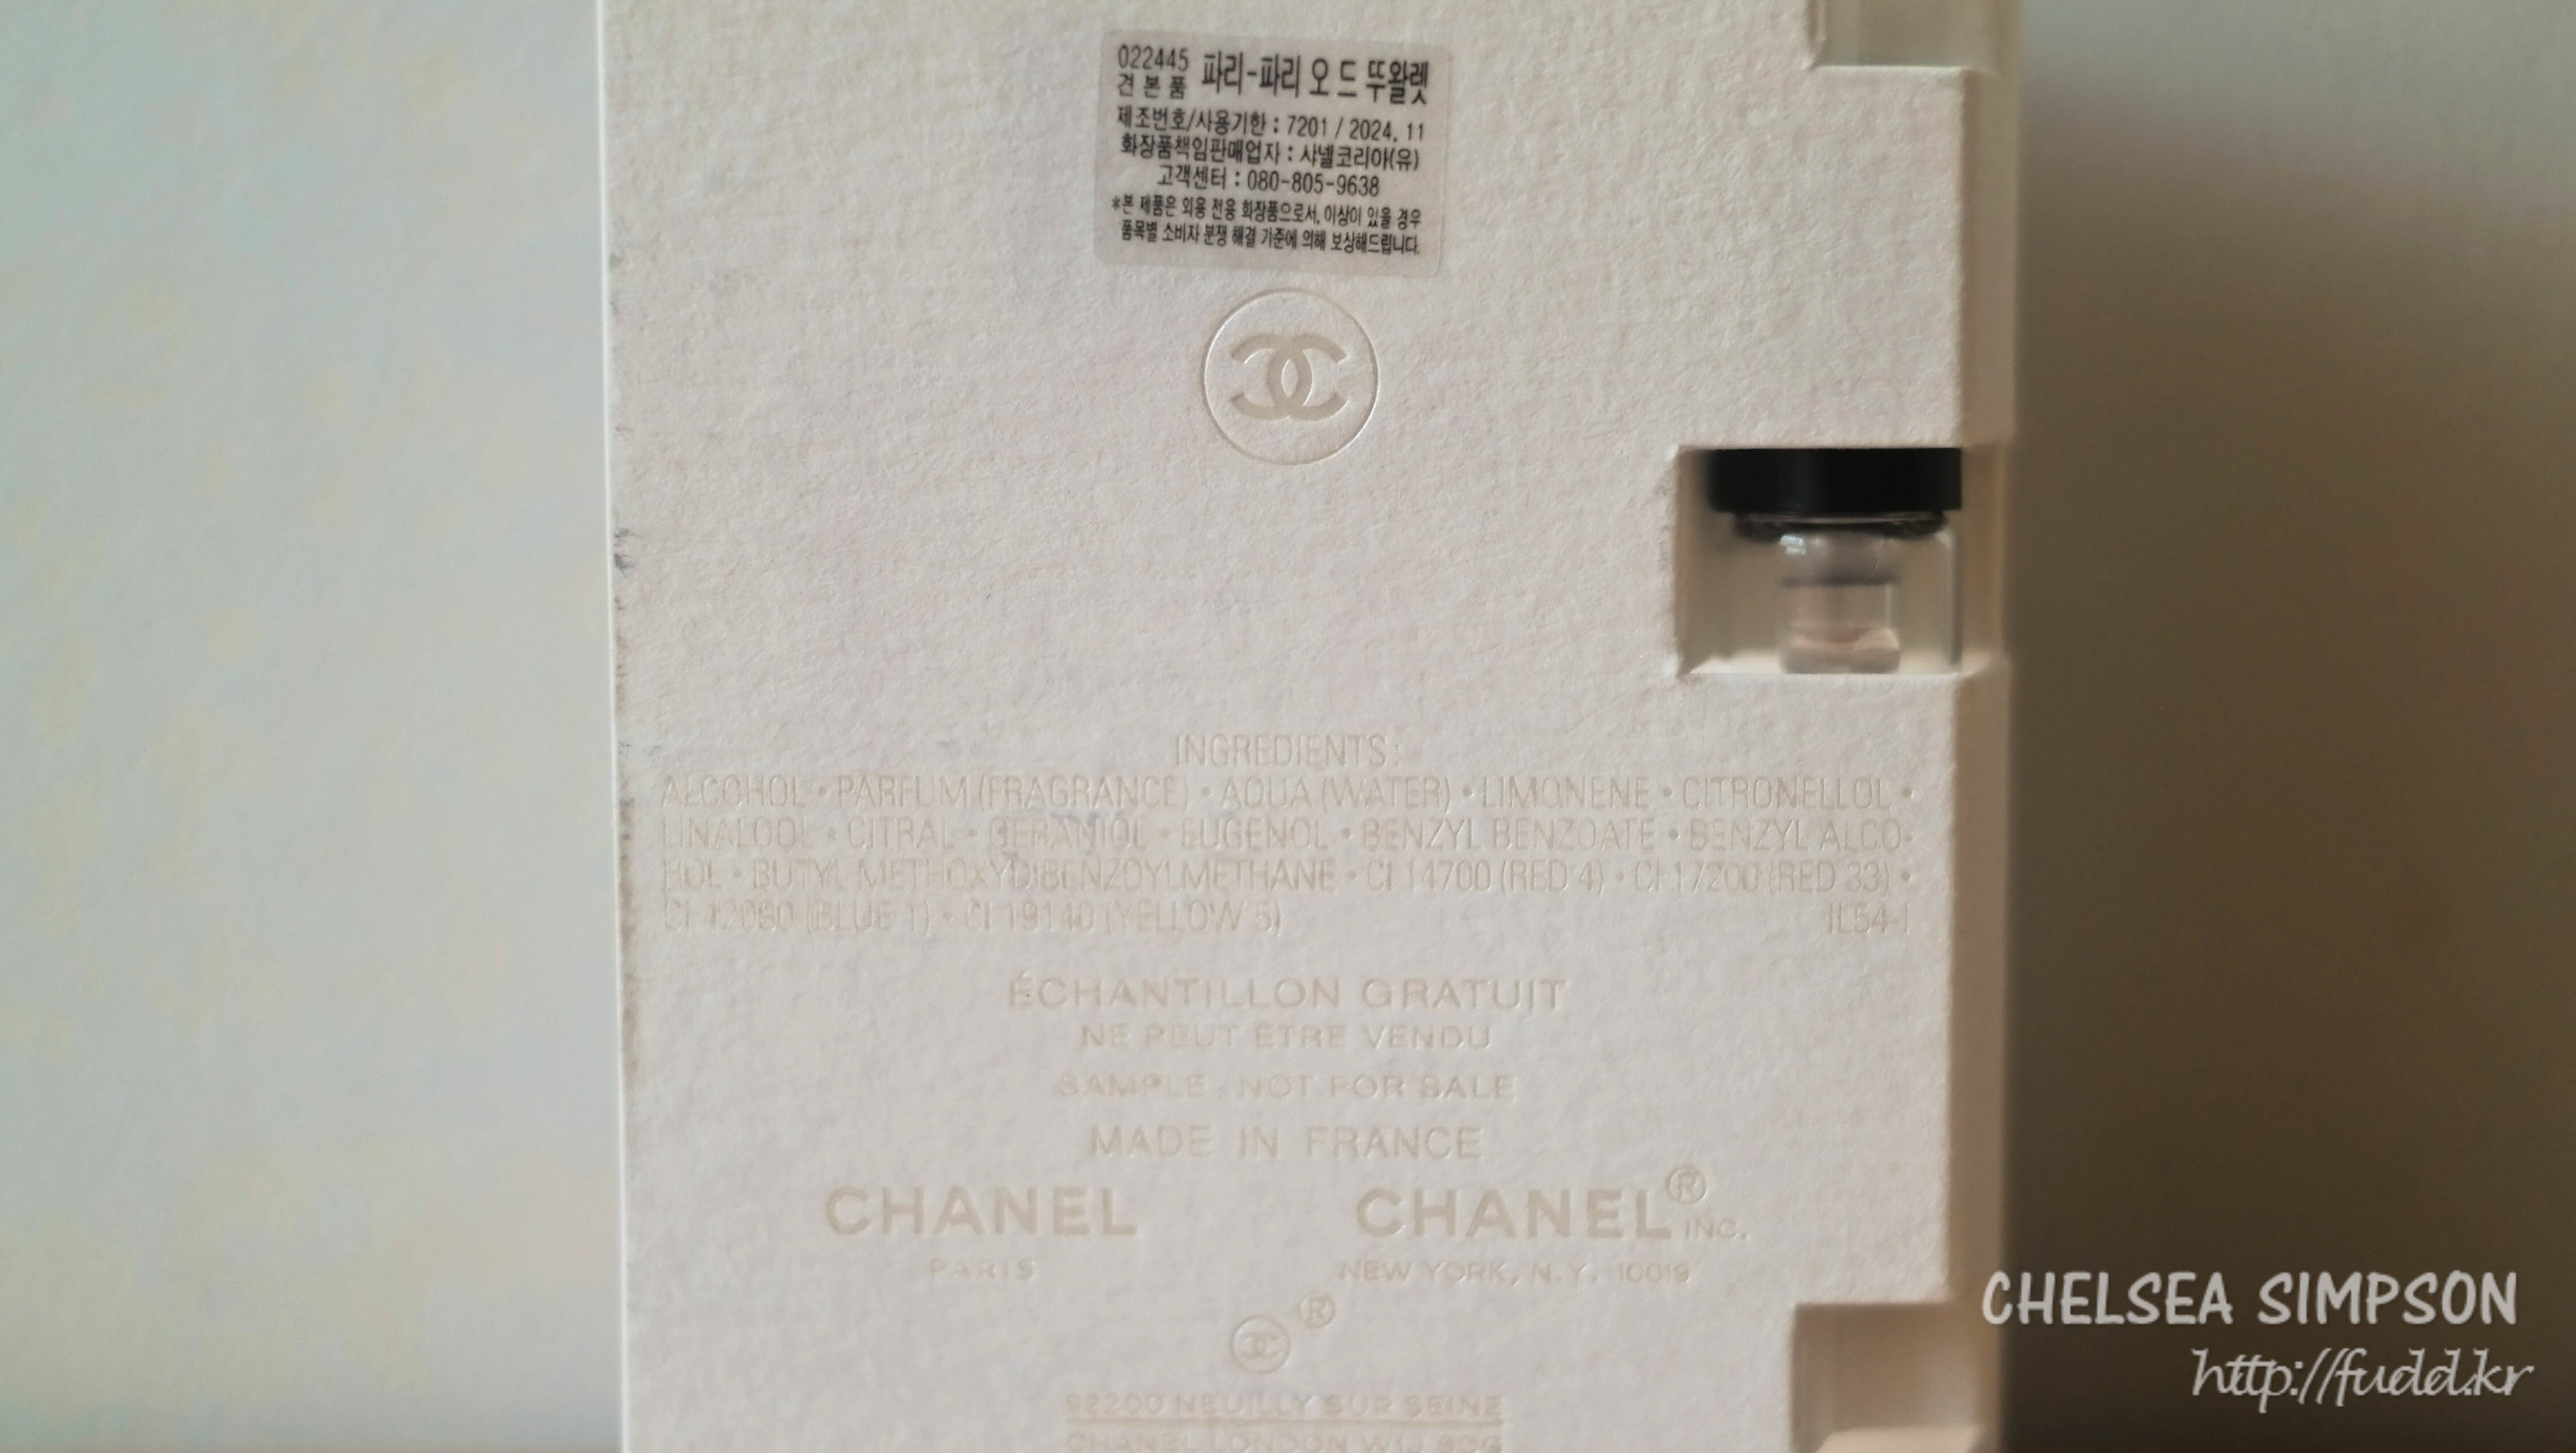 022445
견 본 품
파리-파리 오 드 뚜왈렛
제조번호/사용기한 : 7201 / 2024. 11
화장품책임판매업자 : 샤넬코리아(유)
고객센터 : 080-805-9638
*본 제품은 외용 전용 화장품으로서, 이상이 있을 경우
품목별 소비자 분쟁 해결 기준에 의해 보상해드립니다.
INGREDIENTS:
ALCOHOL • PARFUM (FRAGRANCE) • AQUA (WATER) • LIMONENE • CITRONELLOL •
LINALOOL • CITRAL • GERANIOL • EUGENOL • BENZYL BENZOATE • BENZYL ALCO-
HOL • BUTYL METHOXYDIBENZOYLMETHANE • CI 14700 (RED 4) • CI 17200 (RED 33) •
CI 42090 (BLUE 1) • CI 19140 (YELLOW 5) IL54-1
ÉCHANTILLON GRATUIT
NE PEUT ÊTRE VENDU
SAMPLE - NOT FOR SALE
MADE IN FRANCE
CHANEL
PARIS
CHANEL® INC.
NEW YORK, N.Y. 10019
®
92200 NEUILLY SUR SEINE
CHANEL LONDON W1J 6DG
CHELSEA SIMPSON
http://fudd.kr